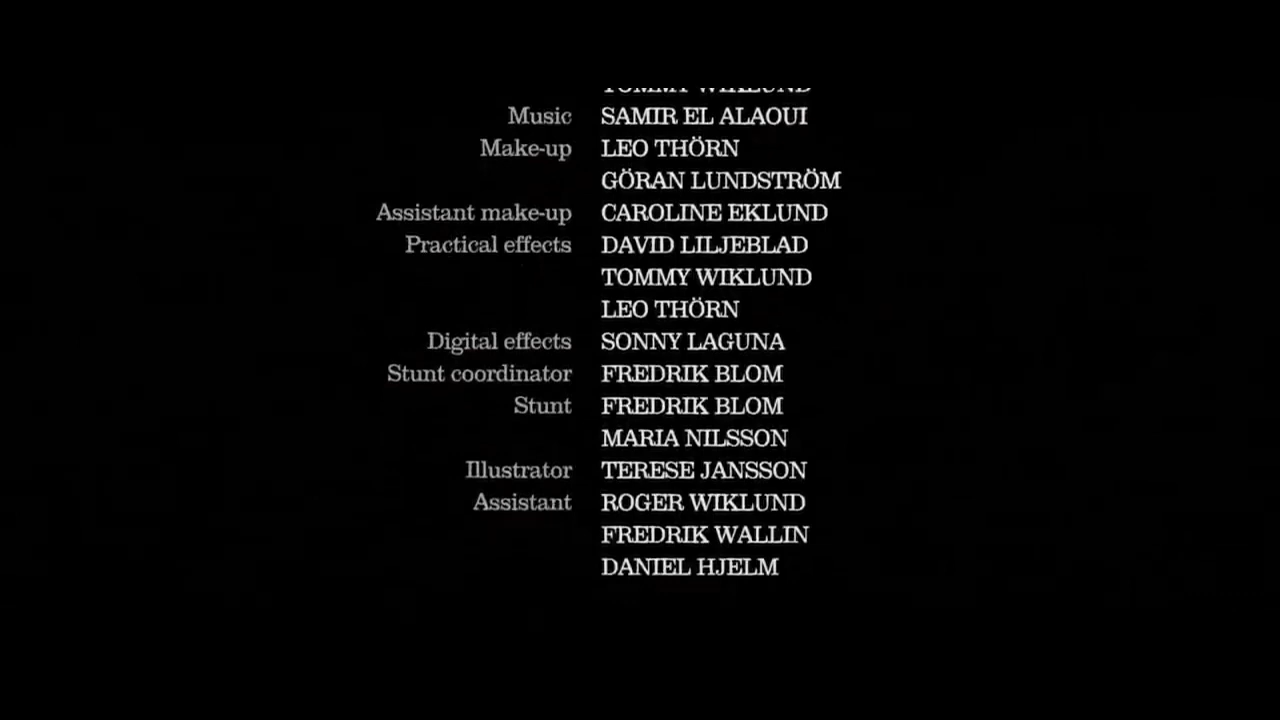 TOMMY WIKLUND
Music SAMIR EL ALAOUI
Make-up LEO THÖRN
GÖRAN LUNDSTRÖM
Assistant make-up CAROLINE EKLUND
Practical effects DAVID LILJEBLAD
TOMMY WIKLUND
LEO THÖRN
Digital effects SONNY LAGUNA
Stunt coordinator FREDRIK BLOM
Stunt FREDRIK BLOM
MARIA NILSSON
Illustrator TERESE JANSSON
Assistant ROGER WIKLUND
FREDRIK WALLIN
DANIEL HJELM